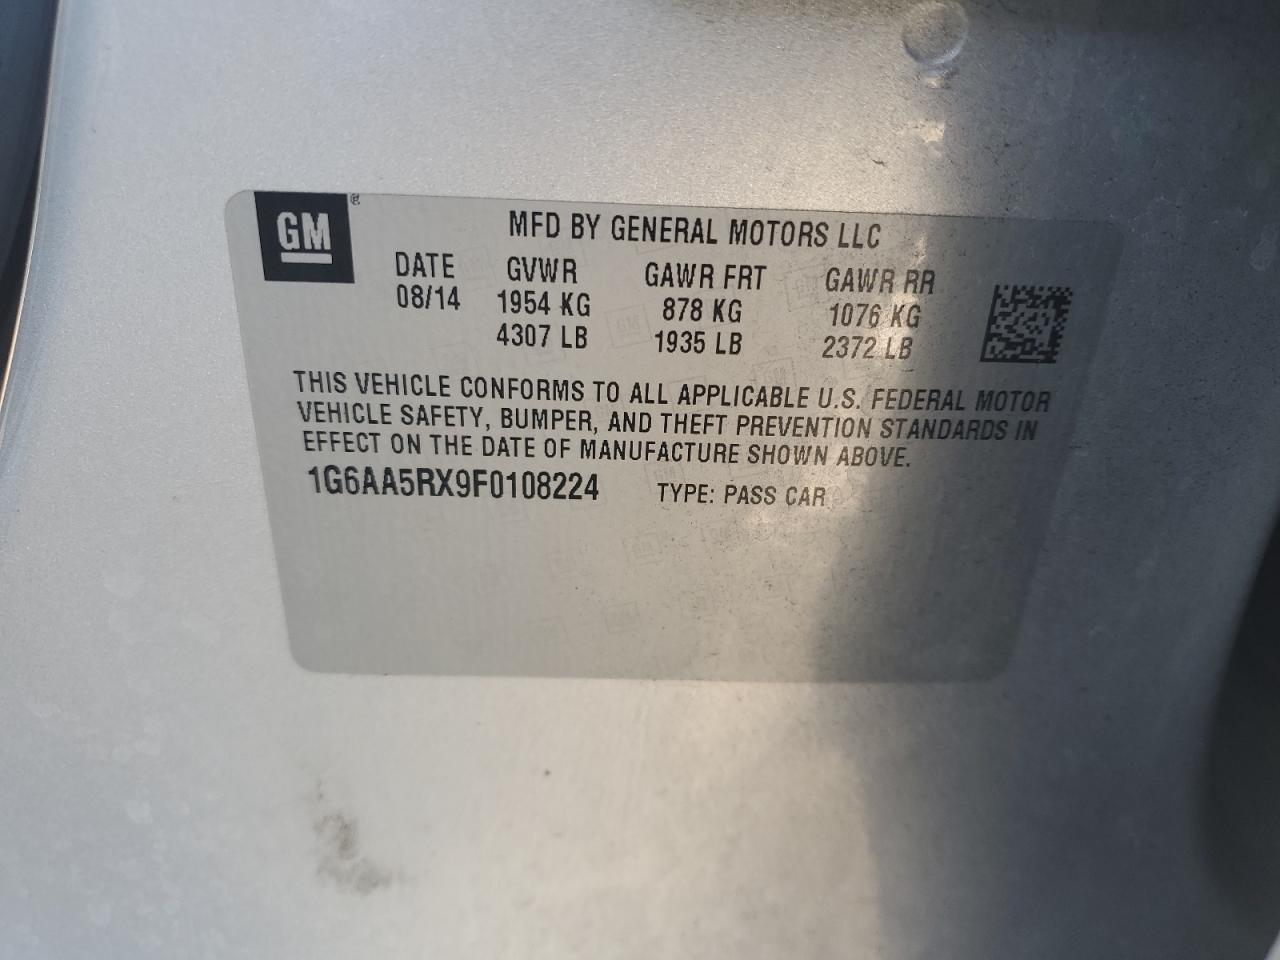 GM ®
MFD BY GENERAL MOTORS LLC
DATE GVWR GAWR FRT GAWR RR
08/14 1954 KG 878 KG 1076 KG
4307 LB 1935 LB 2372 LB
THIS VEHICLE CONFORMS TO ALL APPLICABLE U.S. FEDERAL MOTOR
VEHICLE SAFETY, BUMPER, AND THEFT PREVENTION STANDARDS IN
EFFECT ON THE DATE OF MANUFACTURE SHOWN ABOVE.
1G6AA5RX9F0108224 TYPE: PASS CAR